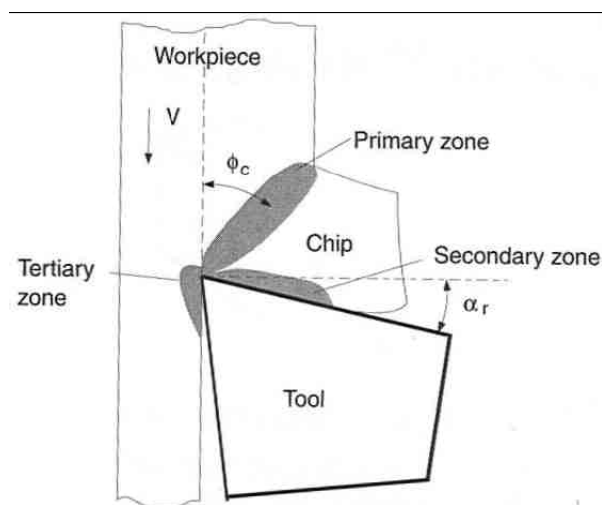 Workpiece
V
Primary zone
ϕc
Chip
Secondary zone
Tertiary
zone
αr
Tool